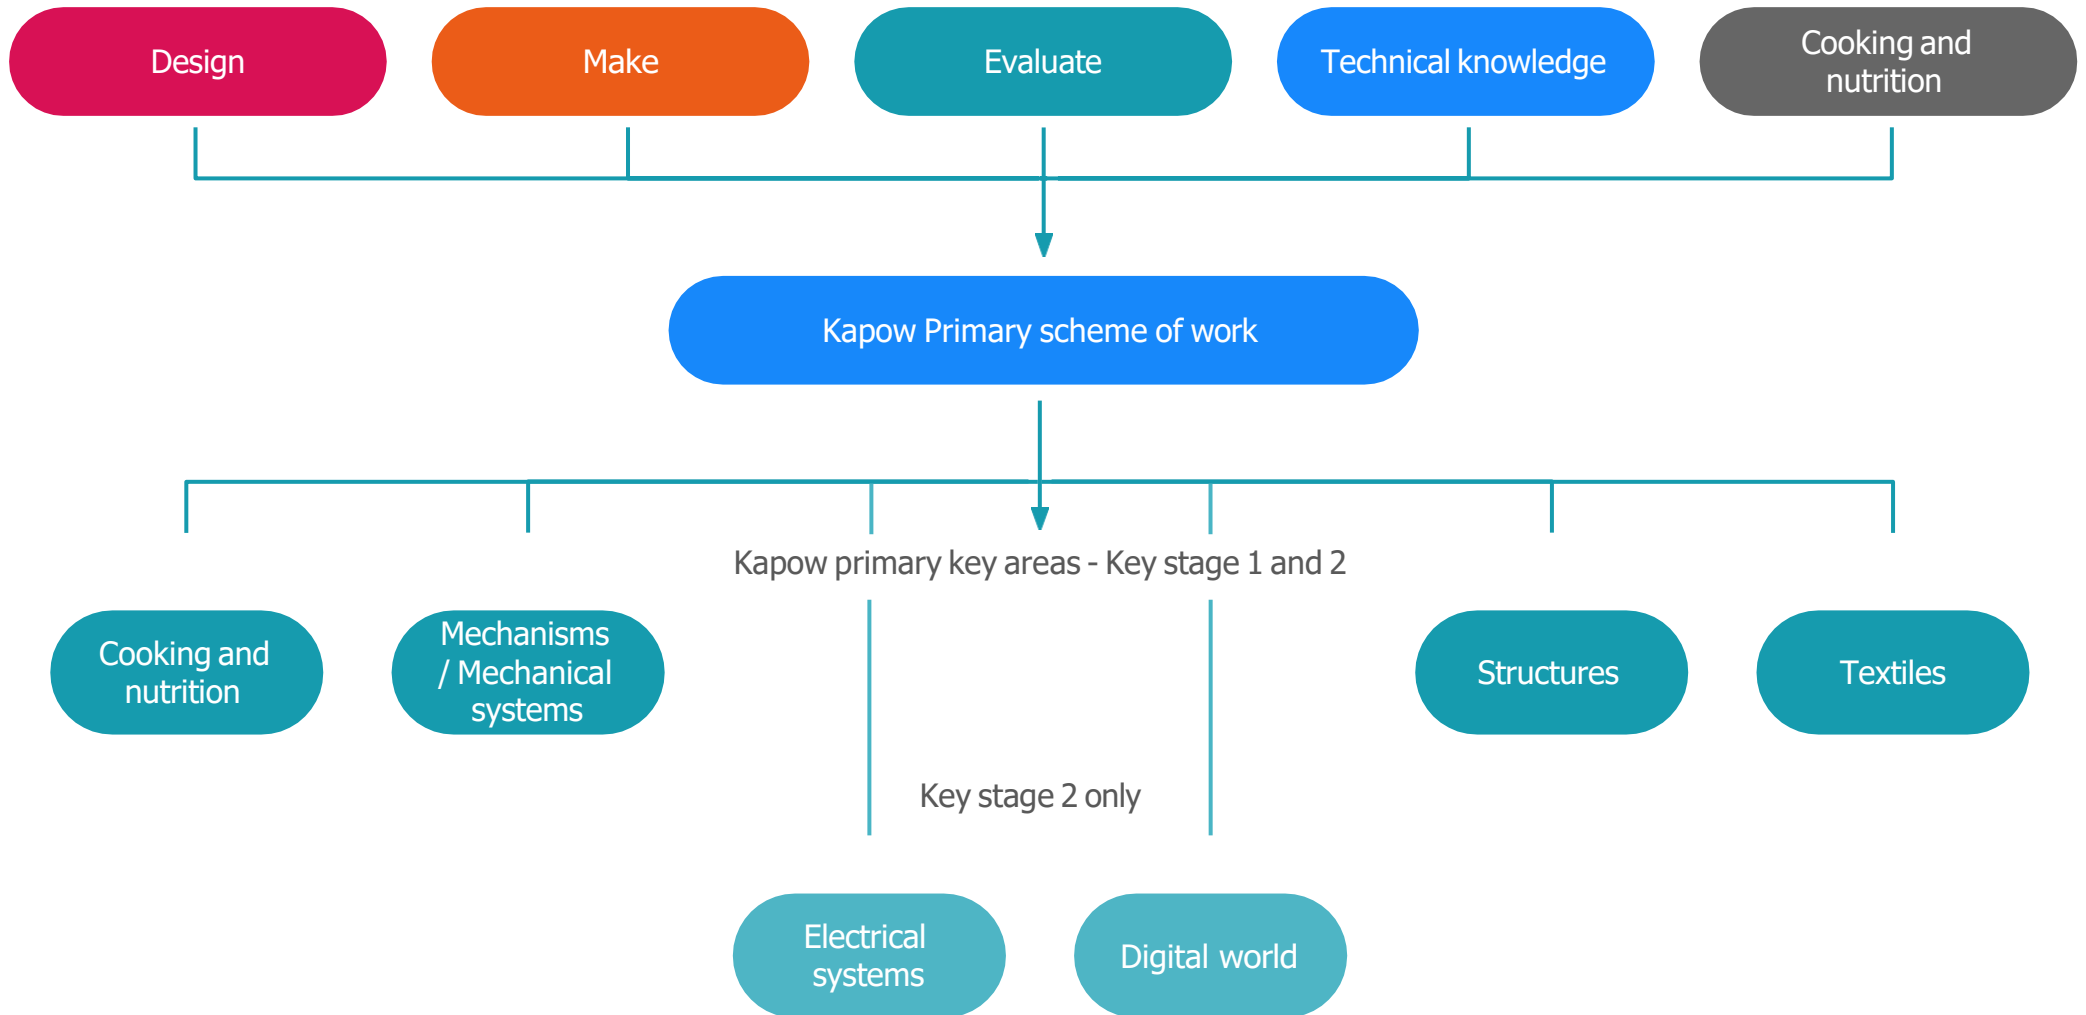 Design
Make
Evaluate
Technical knowledge
Cooking and
nutrition
Kapow Primary scheme of work
Kapow primary key areas - Key stage 1 and 2
Cooking and
nutrition
Mechanisms
/ Mechanical
systems
Structures
Textiles
Key stage 2 only
Electrical
systems
Digital world